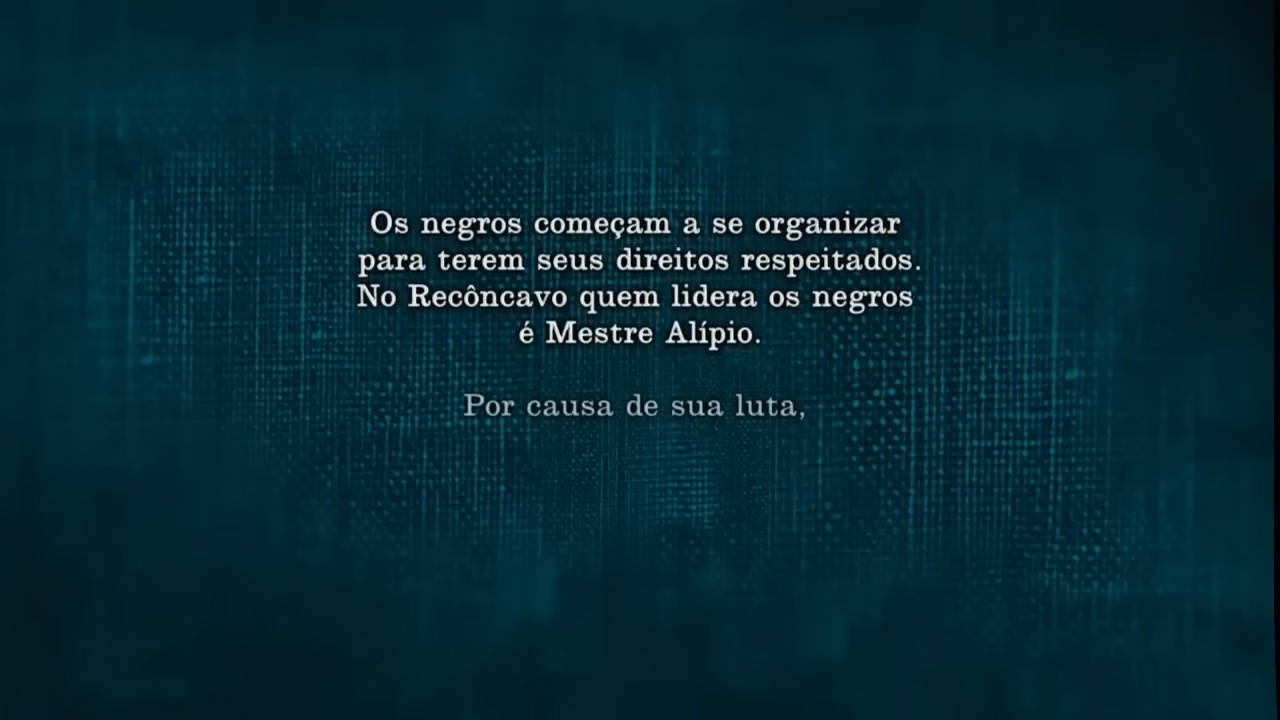 Os negros começam a se organizar
para terem seus direitos respeitados.
No Recôncavo quem lidera os negros
é Mestre Alípio.
Por causa de sua luta,